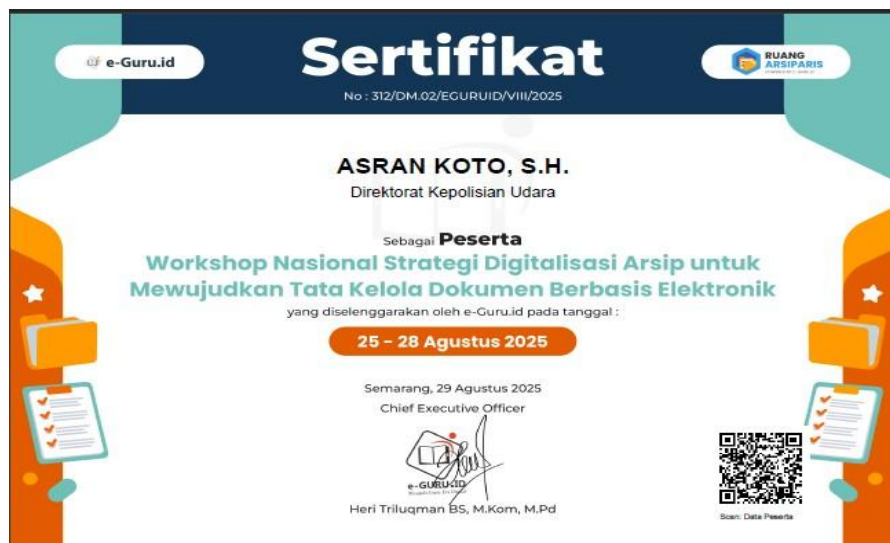 e-Guru.id
Sertifikat
RUANG
ARSIPARIS
No : 312/DM.02/EGURUID/VIII/2025
ASRAN KOTO, S.H.
Direktorat Kepolisian Udara
Sebagai Peserta
Workshop Nasional Strategi Digitalisasi Arsip untuk
Mewujudkan Tata Kelola Dokumen Berbasis Elektronik
yang diselenggarakan oleh e-Guru.id pada tanggal :
25 - 28 Agustus 2025
Semarang, 29 Agustus 2025
Chief Executive Officer
e-GURU.ID
Heri Triluqman BS, M.Kom, M.Pd
Scan: Data Peserta